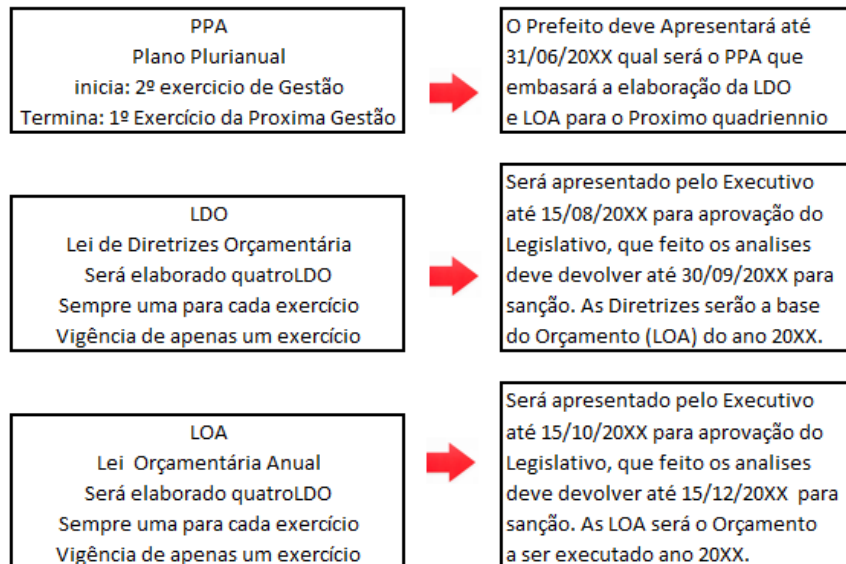 PPA
Plano Plurianual
inicia: 2º exercicio de Gestão
Termina: 1º Exercício da Proxima Gestão
O Prefeito deve Apresentará até
31/06/20XX qual será o PPA que
embasará a elaboração da LDO
e LOA para o Proximo quadriennio
LDO
Lei de Diretrizes Orçamentária
Será elaborado quatroLDO
Sempre uma para cada exercício
Vigência de apenas um exercício
Será apresentado pelo Executivo
até 15/08/20XX para aprovação do
Legislativo, que feito os analises
deve devolver até 30/09/20XX para
sanção. As Diretrizes serão a base
do Orçamento (LOA) do ano 20XX.
LOA
Lei Orçamentária Anual
Será elaborado quatroLDO
Sempre uma para cada exercício
Vigência de apenas um exercício
Será apresentado pelo Executivo
até 15/10/20XX para aprovação do
Legislativo, que feito os analises
deve devolver até 15/12/20XX para
sanção. As LOA será o Orçamento
a ser executado ano 20XX.